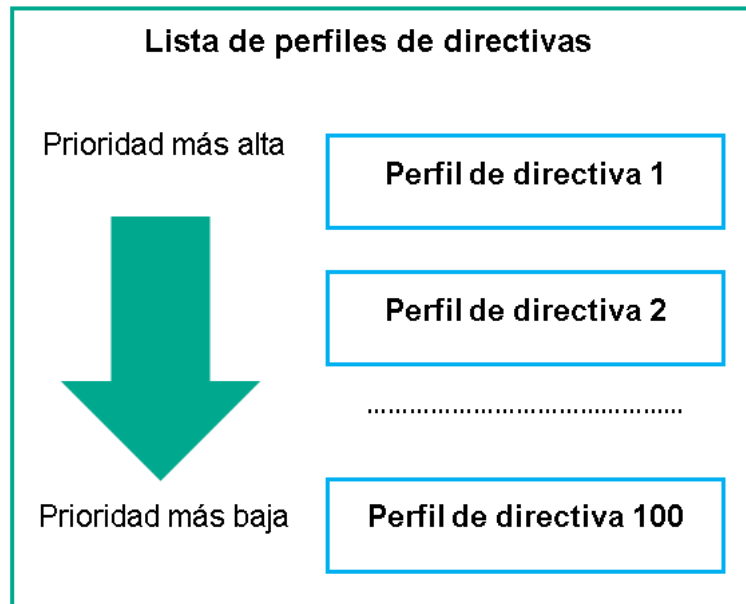 Lista de perfiles de directivas
Prioridad más alta
Perfil de directiva 1
Perfil de directiva 2
................................................
Prioridad más baja
Perfil de directiva 100